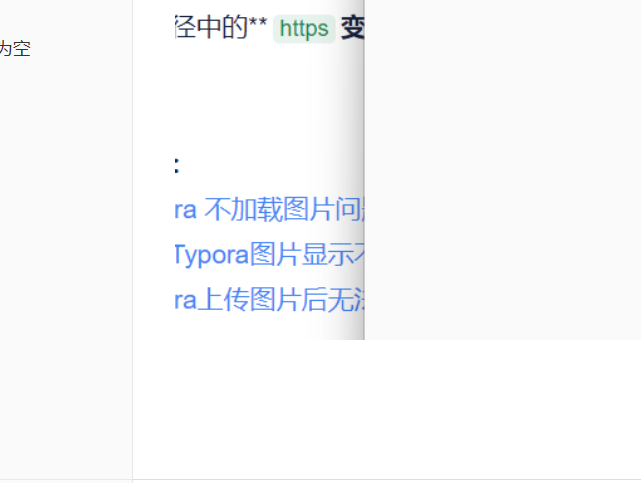 径中的** https 变
为空
:
ra 不加载图片问
Typora图片显示不
ra上传图片后无法